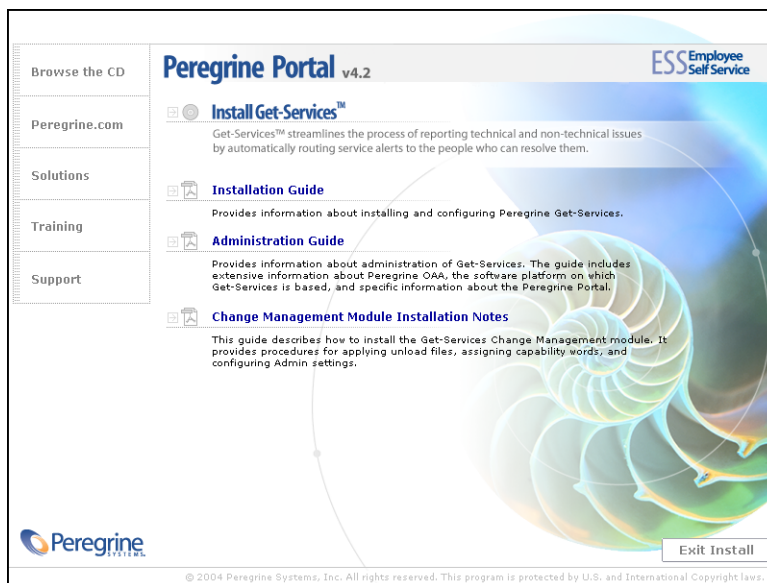 Peregrine Portal v4.2
ESS Employee
Self Service
Browse the CD
Peregrine.com
Solutions
Training
Support
Install Get-Services™
Get-Services™ streamlines the process of reporting technical and non-technical issues
by automatically routing service alerts to the people who can resolve them.
Installation Guide
Provides information about installing and configuring Peregrine Get-Services.
Administration Guide
Provides information about administration of Get-Services. The guide includes
extensive information about Peregrine OAA, the software platform on which
Get-Services is based, and specific information about the Peregrine Portal.
Change Management Module Installation Notes
This guide describes how to install the Get-Services Change Management module. It
provides procedures for applying unload files, assigning capability words, and
configuring Admin settings.
Peregrine
SYSTEMS
Exit Install
© 2004 Peregrine Systems, Inc. All rights reserved. This program is protected by U.S. and International Copyright laws.